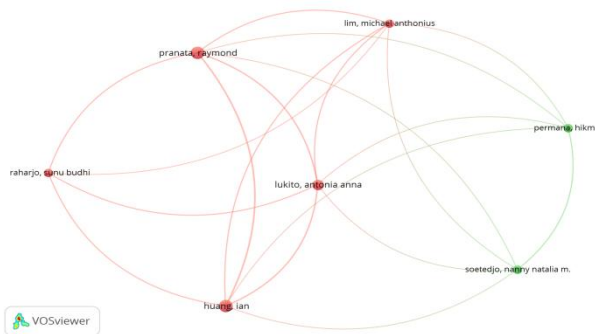 lim, michael anthonius
pranata, raymond
permana, hikm
raharjo, sunu budhi
lukito, antonia anna
soetedjo, nanny natalia m.
huang, ian
VOSviewer